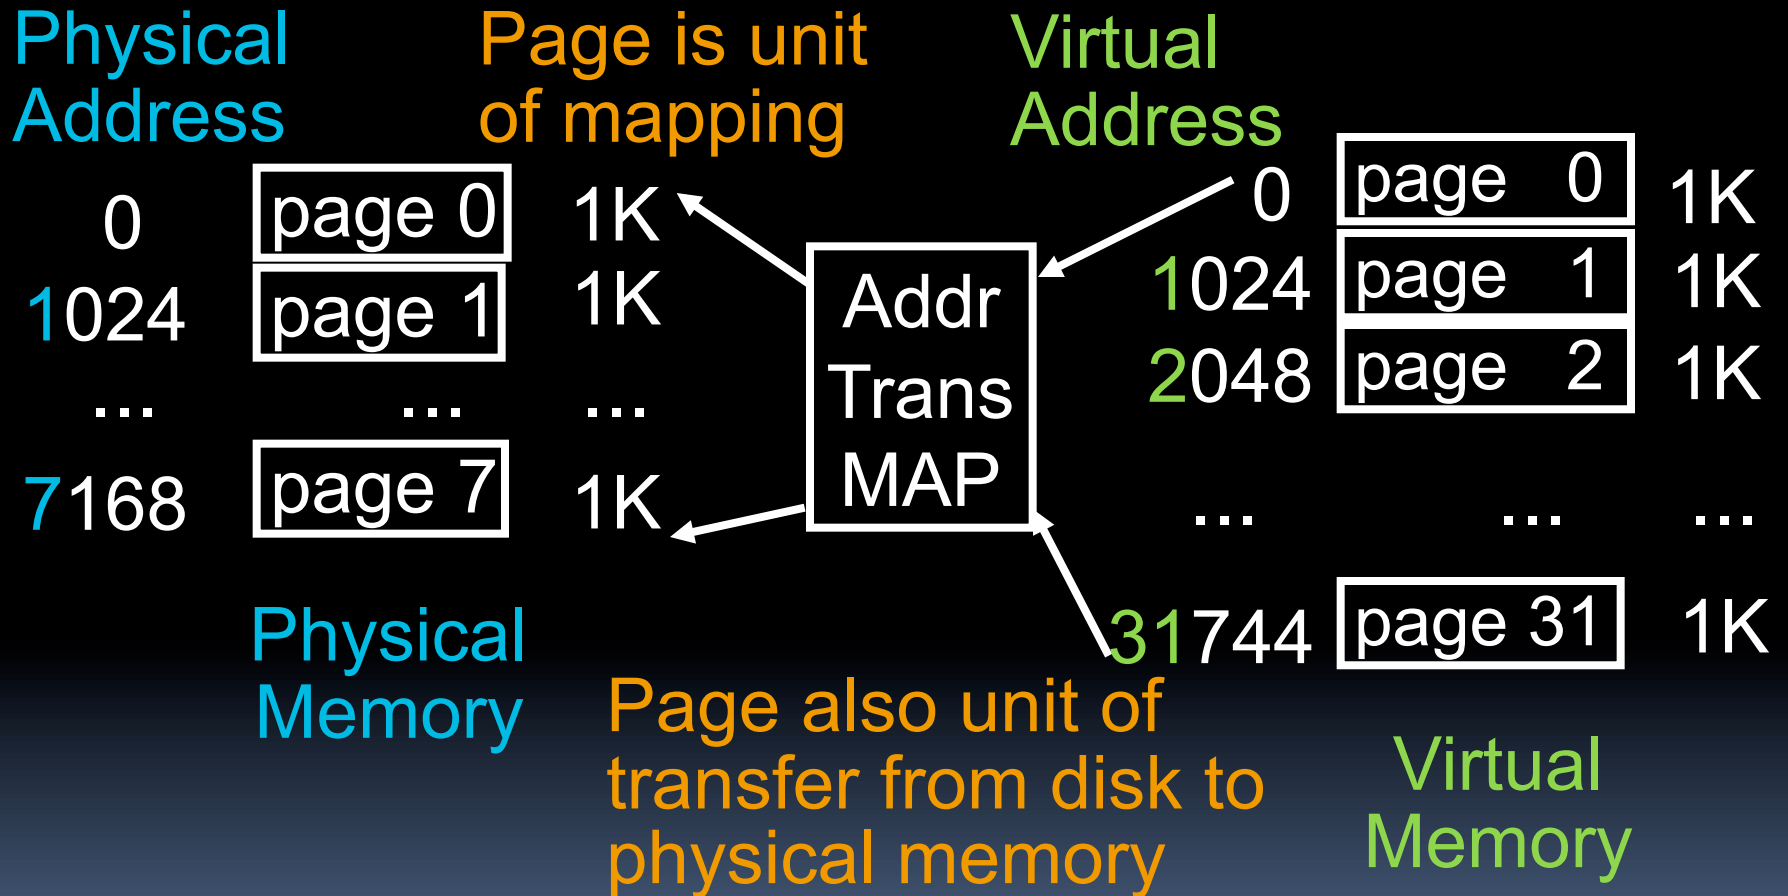 Physical
Address
Page is unit
of mapping
Virtual
Address
0 page 0 1K
1024 page 1 1K
... ... ...
7168 page 7 1K
Physical
Memory
Addr
Trans
MAP
0 page 0 1K
1024 page 1 1K
2048 page 2 1K
... ... ...
31744 page 31 1K
Page also unit of
transfer from disk to
physical memory
Virtual
Memory